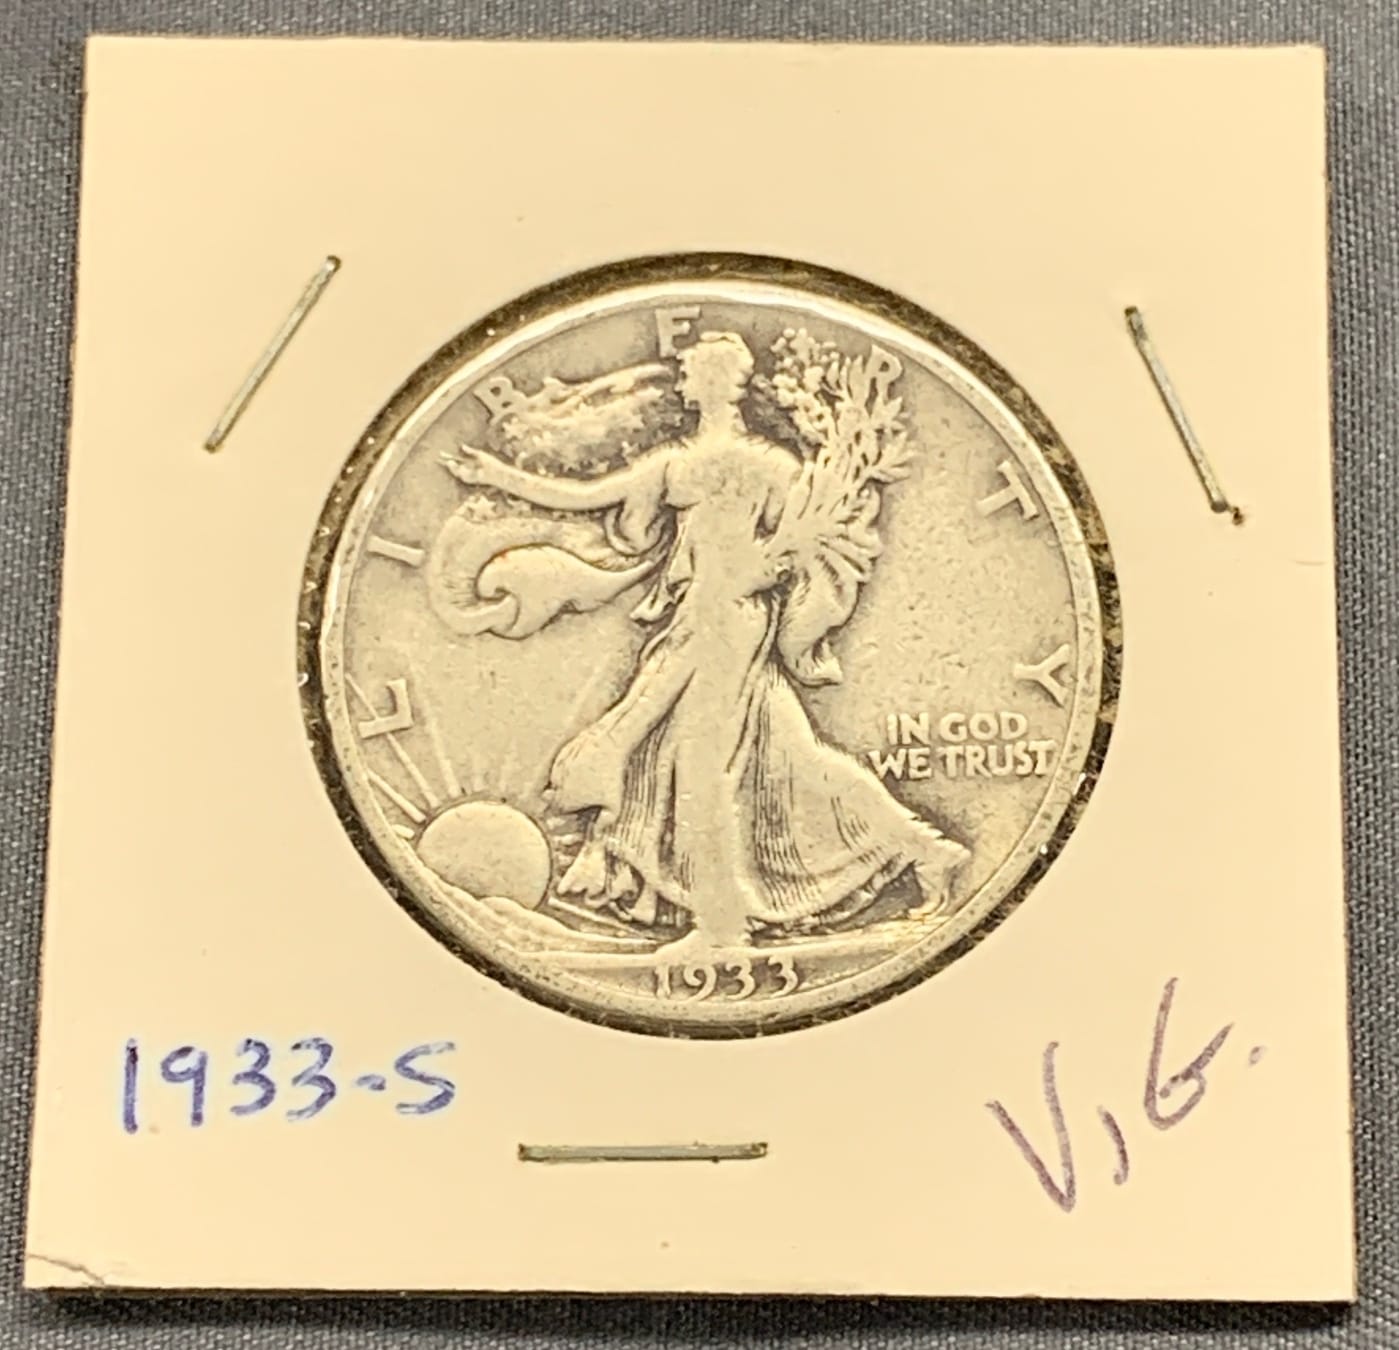 LIBERTY
IN GOD
WE TRUST
1933
1933-S
V.G.